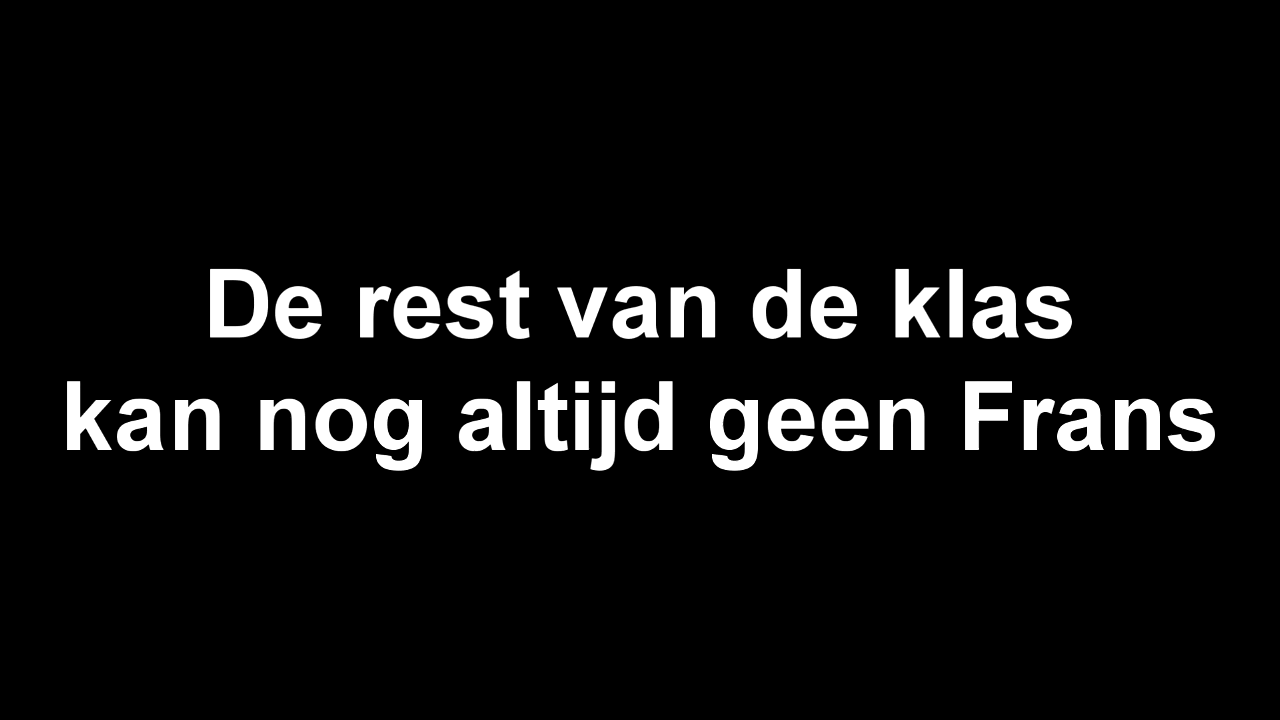 De rest van de klas
kan nog altijd geen Frans